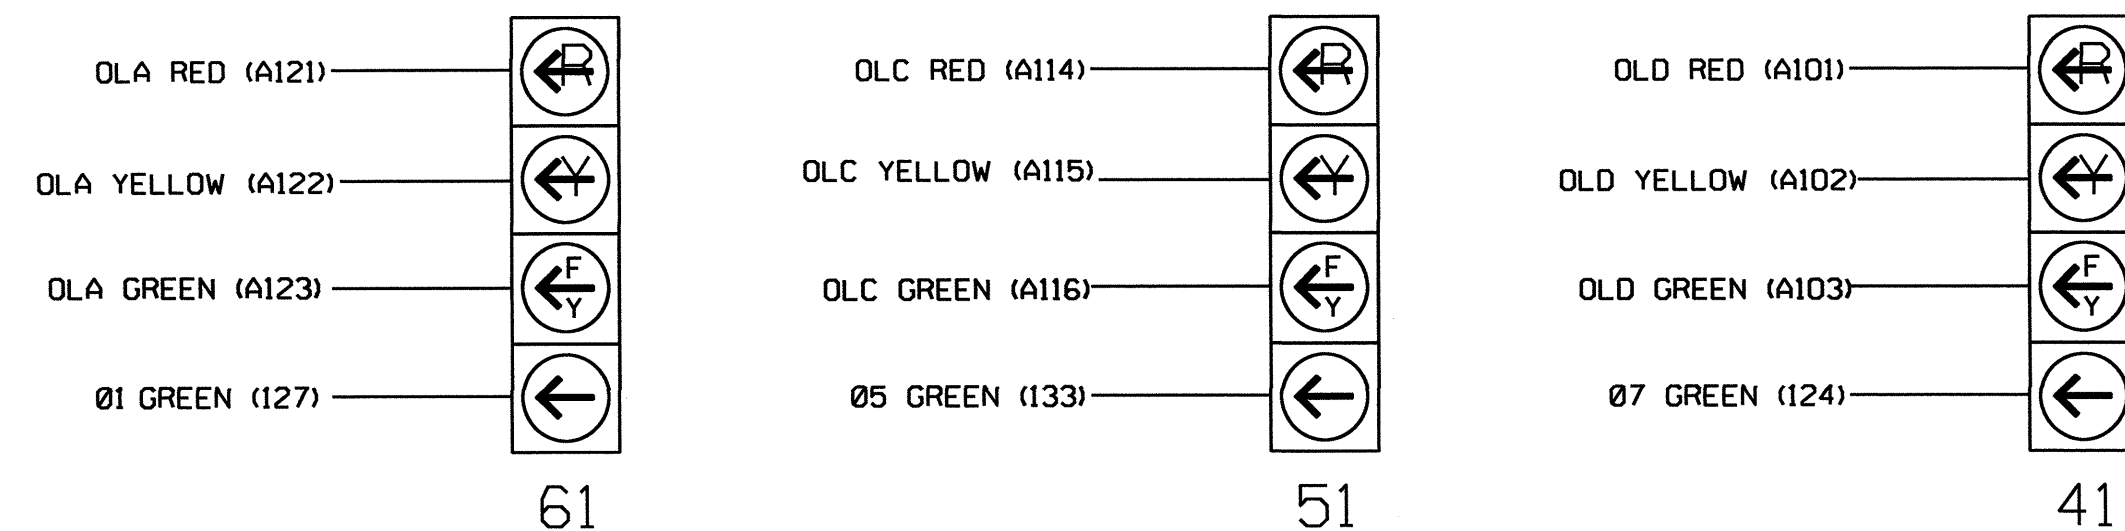 OLA RED (A121)
R
OLA YELLOW (A122)
Y
OLA GREEN (A123)
F
Y
Ø1 GREEN (127)
61
OLC RED (A114)
R
OLC YELLOW (A115)
Y
OLC GREEN (A116)
F
Y
Ø5 GREEN (133)
51
OLD RED (A101)
R
OLD YELLOW (A102)
Y
OLD GREEN (A103)
F
Y
Ø7 GREEN (124)
41